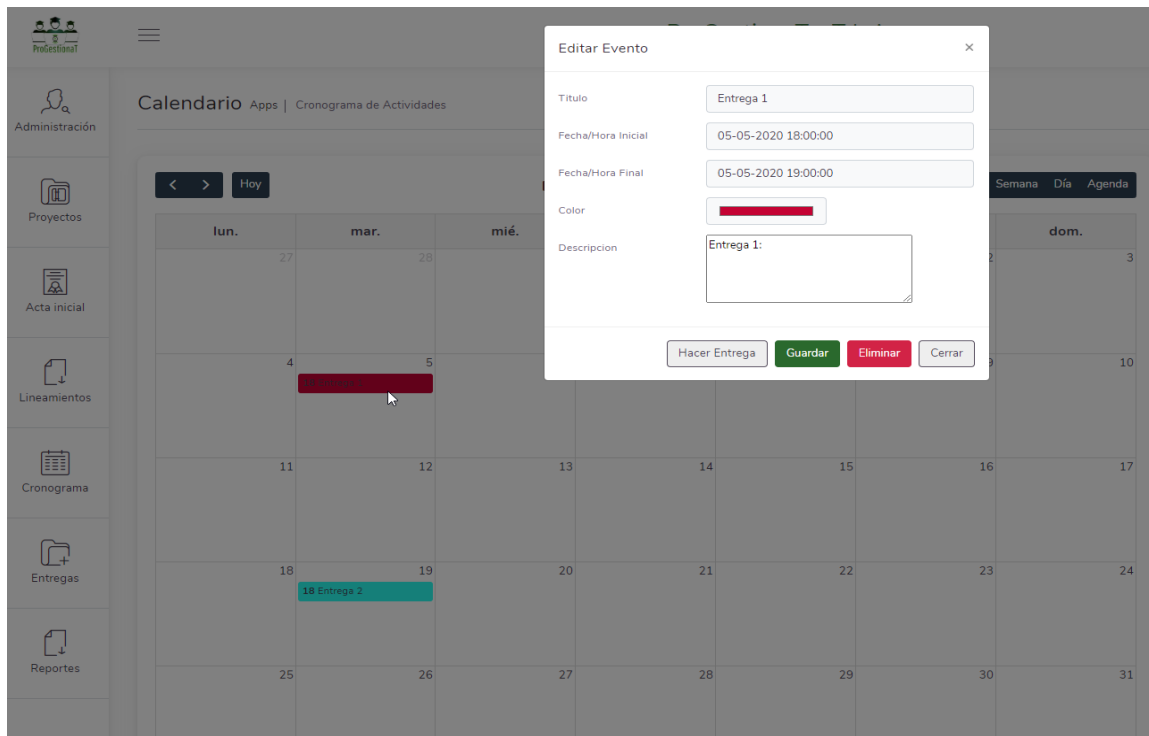 ProGestionaT
Administración
Proyectos
Acta inicial
Lineamientos
Cronograma
Entregas
Reportes
Calendario Apps | Cronograma de Actividades
Hoy
Semana Día Agenda
lun. mar. mié. dom.
27 28 2 3
4 5 9 10
11 12 13 14 15 16 17
18 19 20 21 22 23 24
18 Entrega 2
25 26 27 28 29 30 31
Editar Evento ×
Titulo Entrega 1
Fecha/Hora Inicial 05-05-2020 18:00:00
Fecha/Hora Final 05-05-2020 19:00:00
Color
Descripcion Entrega 1:
Hacer Entrega Guardar Eliminar Cerrar